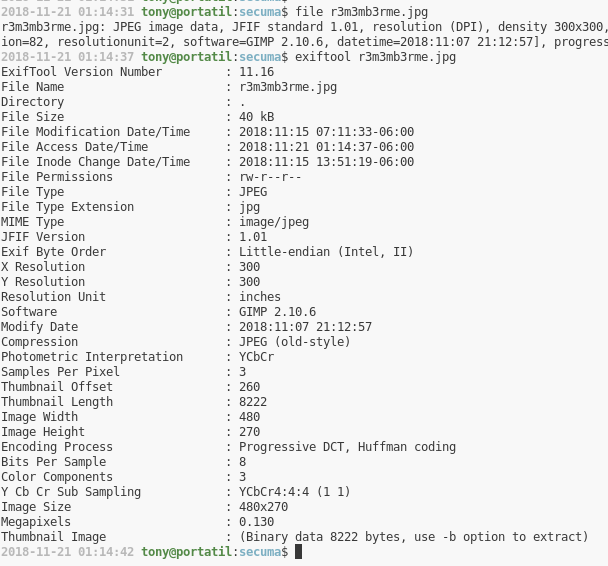 2018-11-21 01:14:31 tony@portatil:secuma$ file r3m3mb3rme.jpg
r3m3mb3rme.jpg: JPEG image data, JFIF standard 1.01, resolution (DPI), density 300x300,
ion=82, resolutionunit=2, software=GIMP 2.10.6, datetime=2018:11:07 21:12:57], progress
2018-11-21 01:14:37 tony@portatil:secuma$ exiftool r3m3mb3rme.jpg
ExifTool Version Number : 11.16
File Name : r3m3mb3rme.jpg
Directory : .
File Size : 40 kB
File Modification Date/Time : 2018:11:15 07:11:33-06:00
File Access Date/Time : 2018:11:21 01:14:37-06:00
File Inode Change Date/Time : 2018:11:15 13:51:19-06:00
File Permissions : rw-r--r--
File Type : JPEG
File Type Extension : jpg
MIME Type : image/jpeg
JFIF Version : 1.01
Exif Byte Order : Little-endian (Intel, II)
X Resolution : 300
Y Resolution : 300
Resolution Unit : inches
Software : GIMP 2.10.6
Modify Date : 2018:11:07 21:12:57
Compression : JPEG (old-style)
Photometric Interpretation : YCbCr
Samples Per Pixel : 3
Thumbnail Offset : 260
Thumbnail Length : 8222
Image Width : 480
Image Height : 270
Encoding Process : Progressive DCT, Huffman coding
Bits Per Sample : 8
Color Components : 3
Y Cb Cr Sub Sampling : YCbCr4:4:4 (1 1)
Image Size : 480x270
Megapixels : 0.130
Thumbnail Image : (Binary data 8222 bytes, use -b option to extract)
2018-11-21 01:14:42 tony@portatil:secuma$